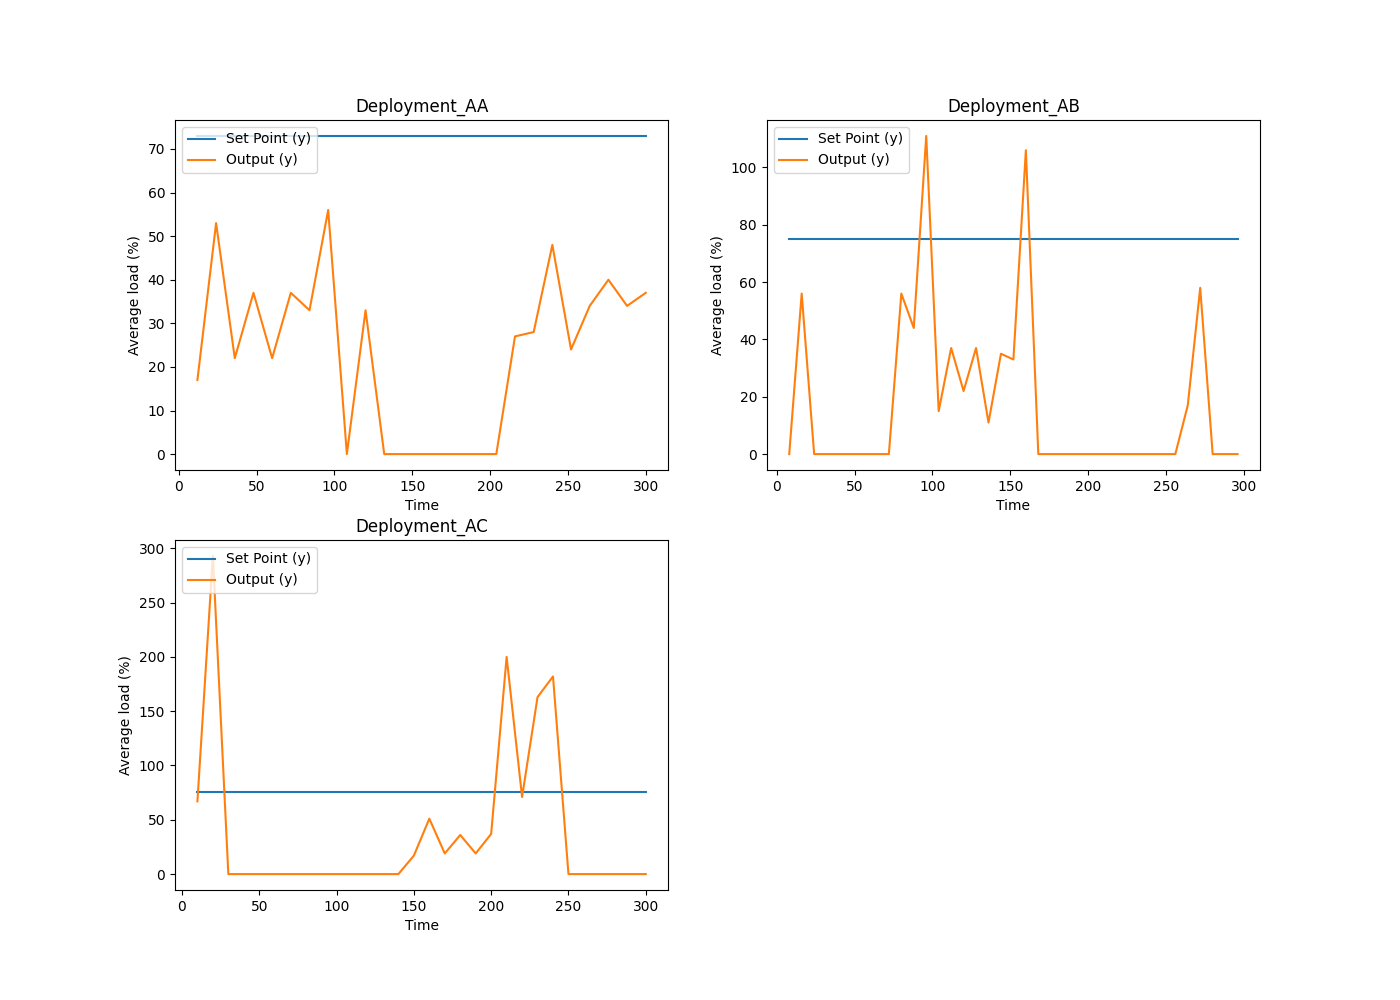 Deployment_AA
Set Point (y)
Output (y)
Average load (%)
70
60
50
40
30
20
10
0
0 50 100 150 200 250 300
Time
Deployment_AB
Set Point (y)
Output (y)
Average load (%)
100
80
60
40
20
0
0 50 100 150 200 250 300
Time
Deployment_AC
Set Point (y)
Output (y)
Average load (%)
300
250
200
150
100
50
0
0 50 100 150 200 250 300
Time